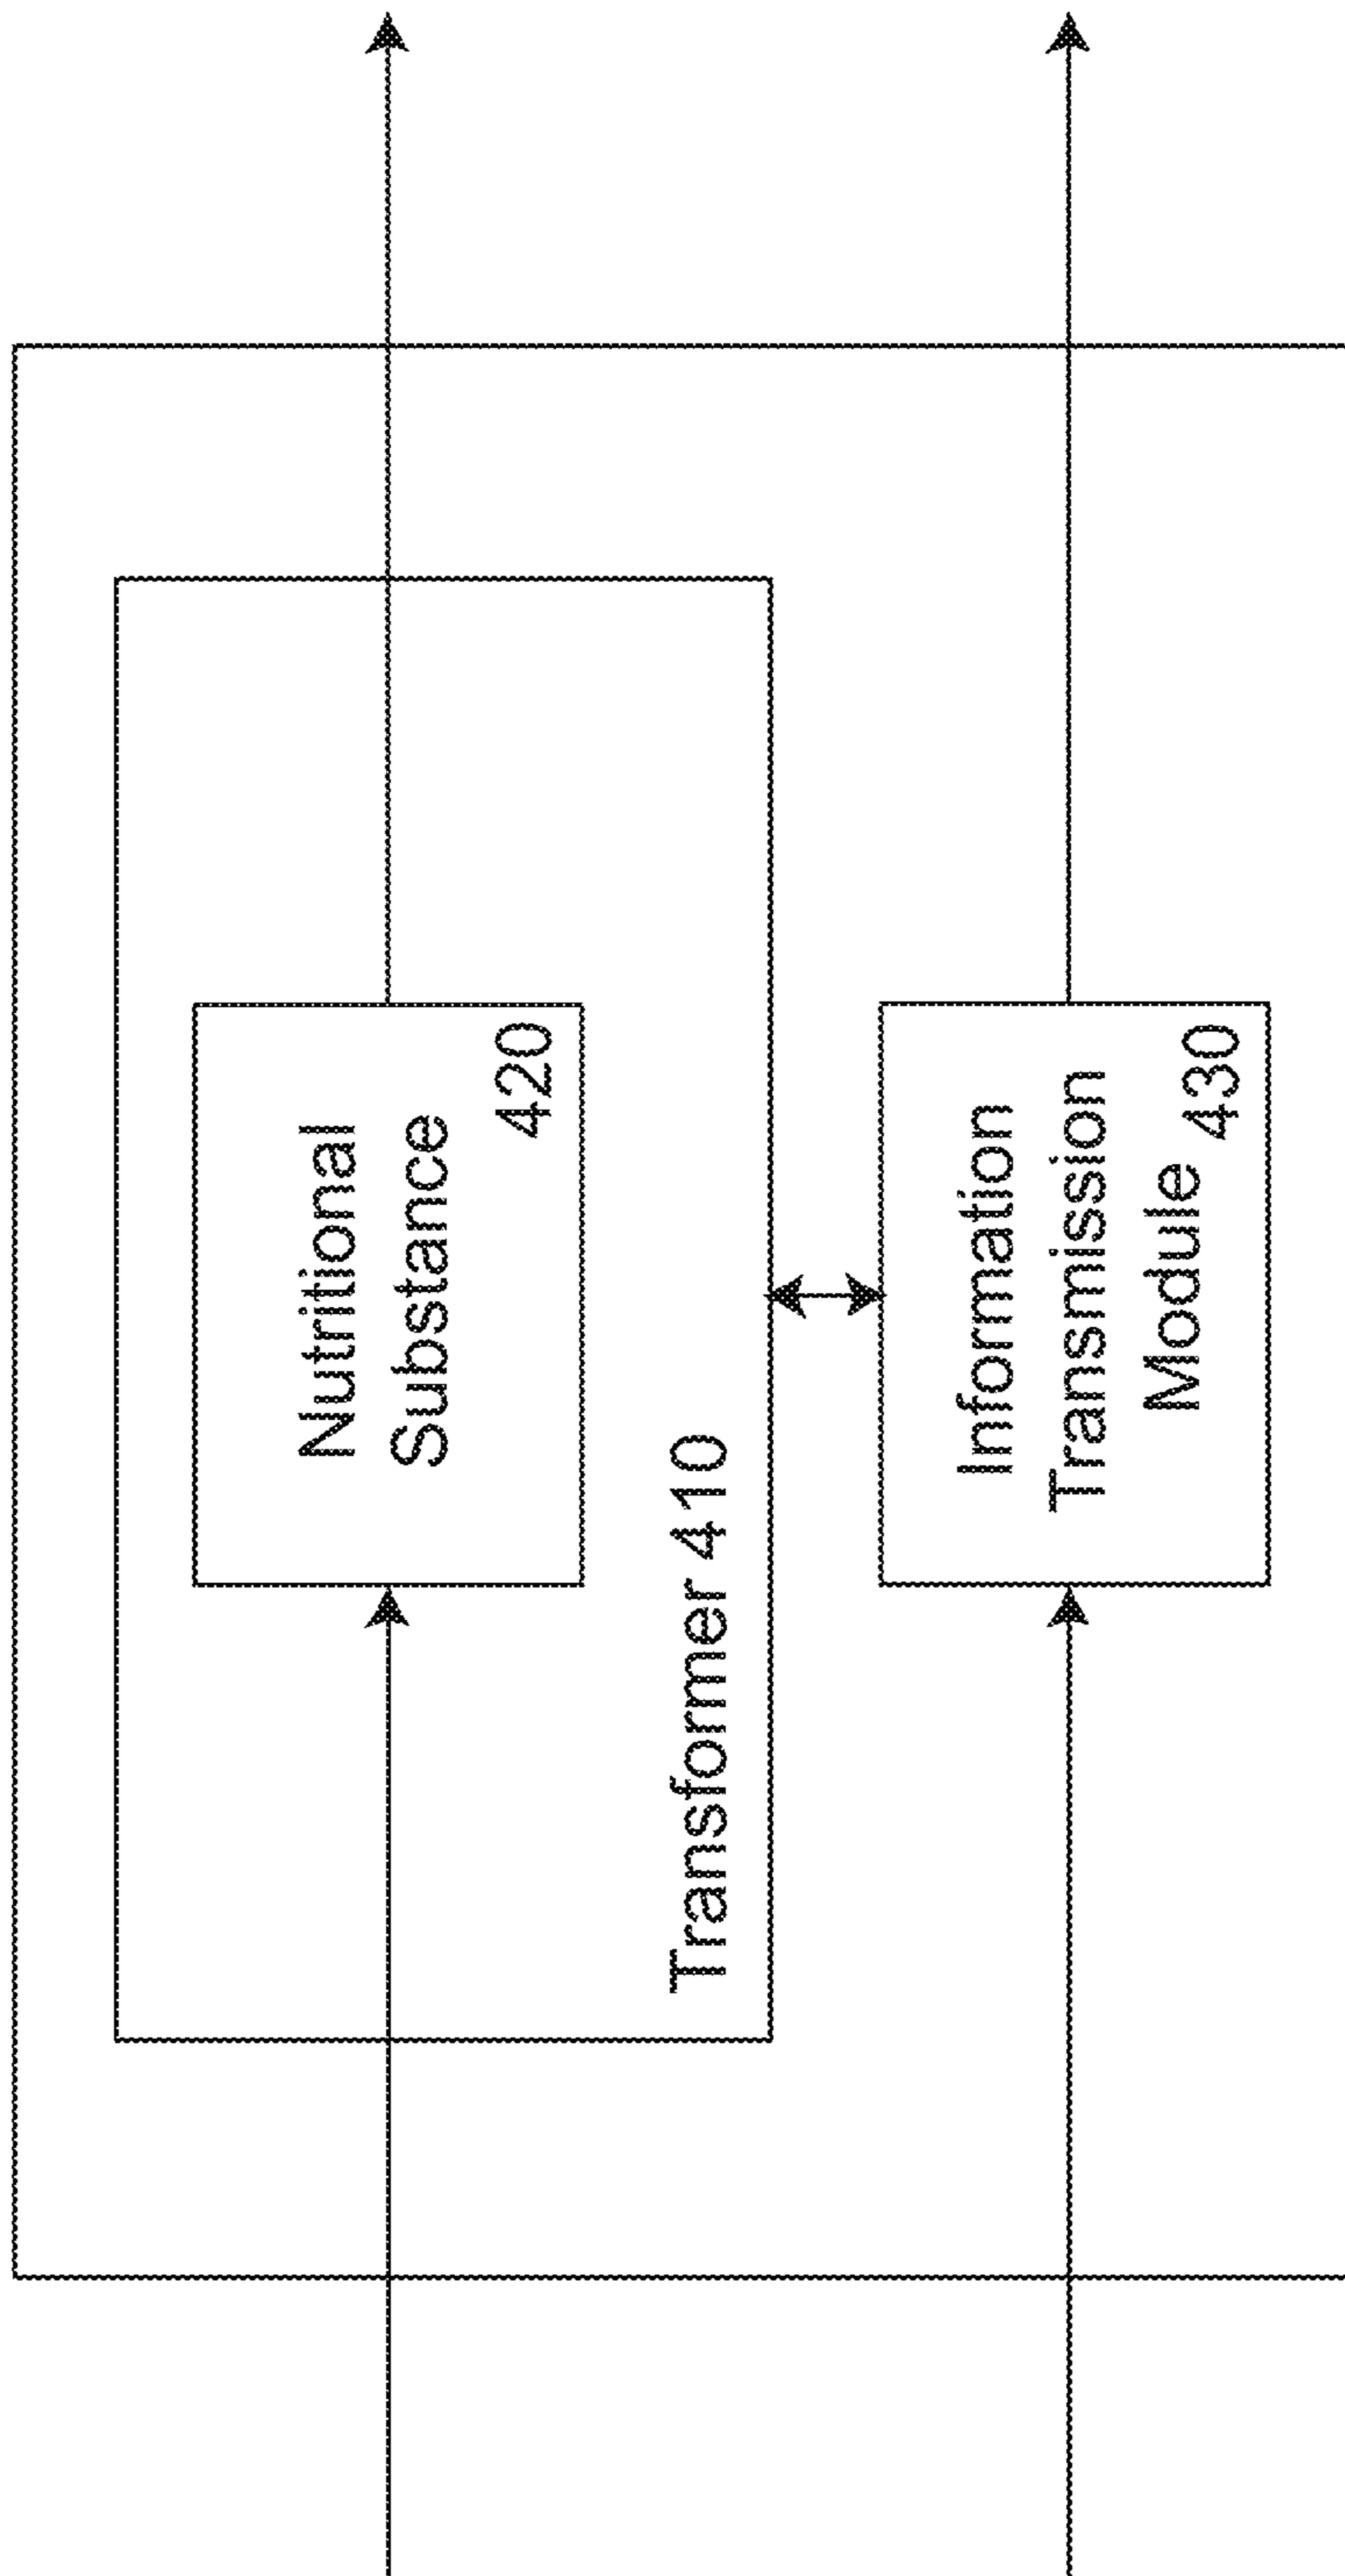 Nutritional
Substance
420
Transformer 410
Information
Transmission
Module 430